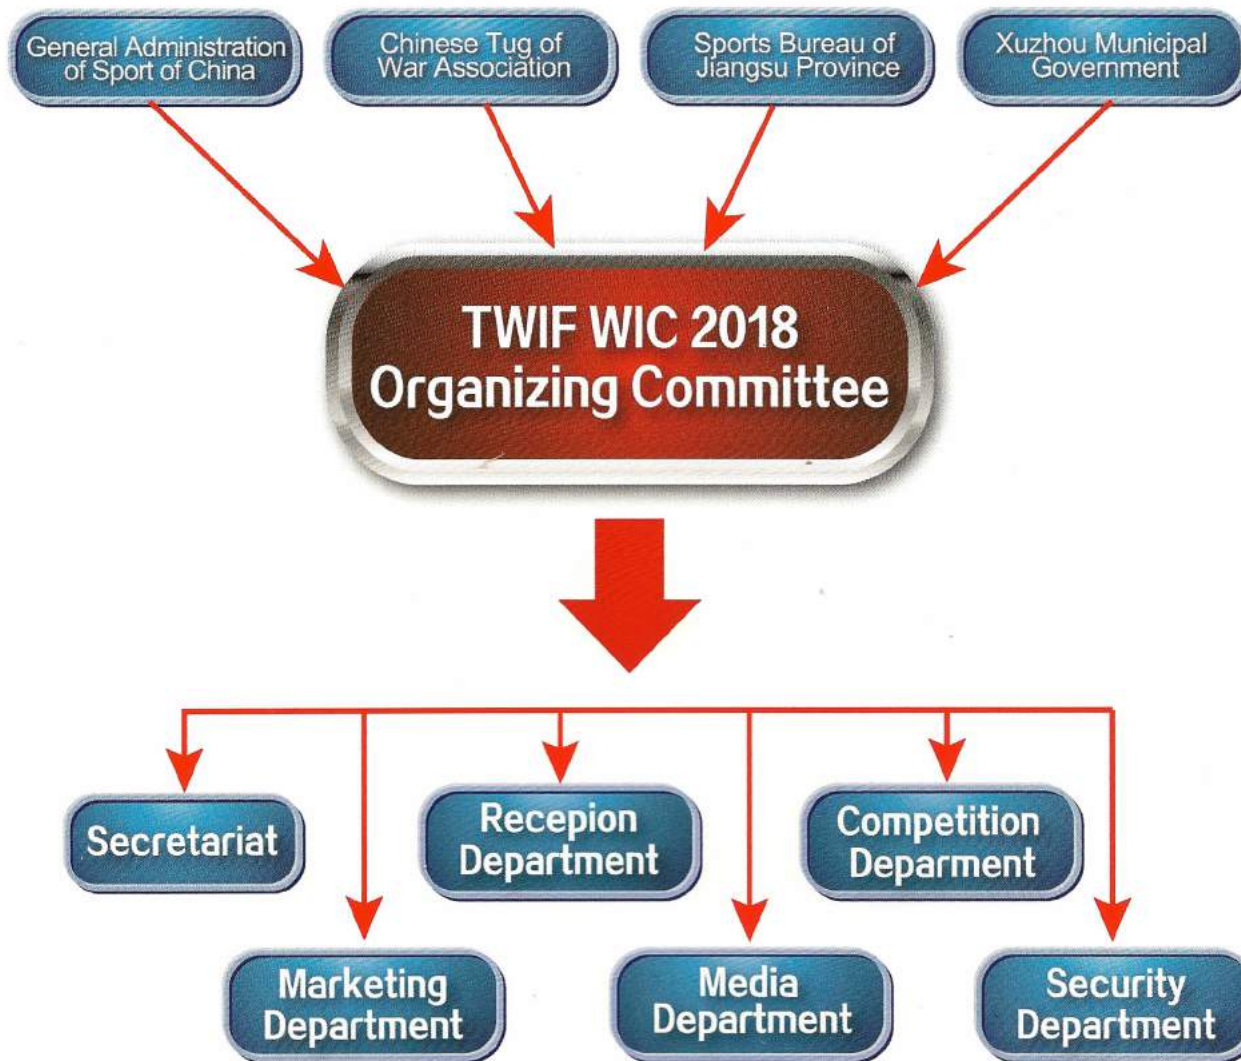 General Administration
of Sport of China
Chinese Tug of
War Association
Sports Bureau of
Jiangsu Province
Xuzhou Municipal
Government
TWIF WIC 2018
Organizing Committee
Secretariat
Recepion
Department
Competition
Deparment
Marketing
Department
Media
Department
Security
Department